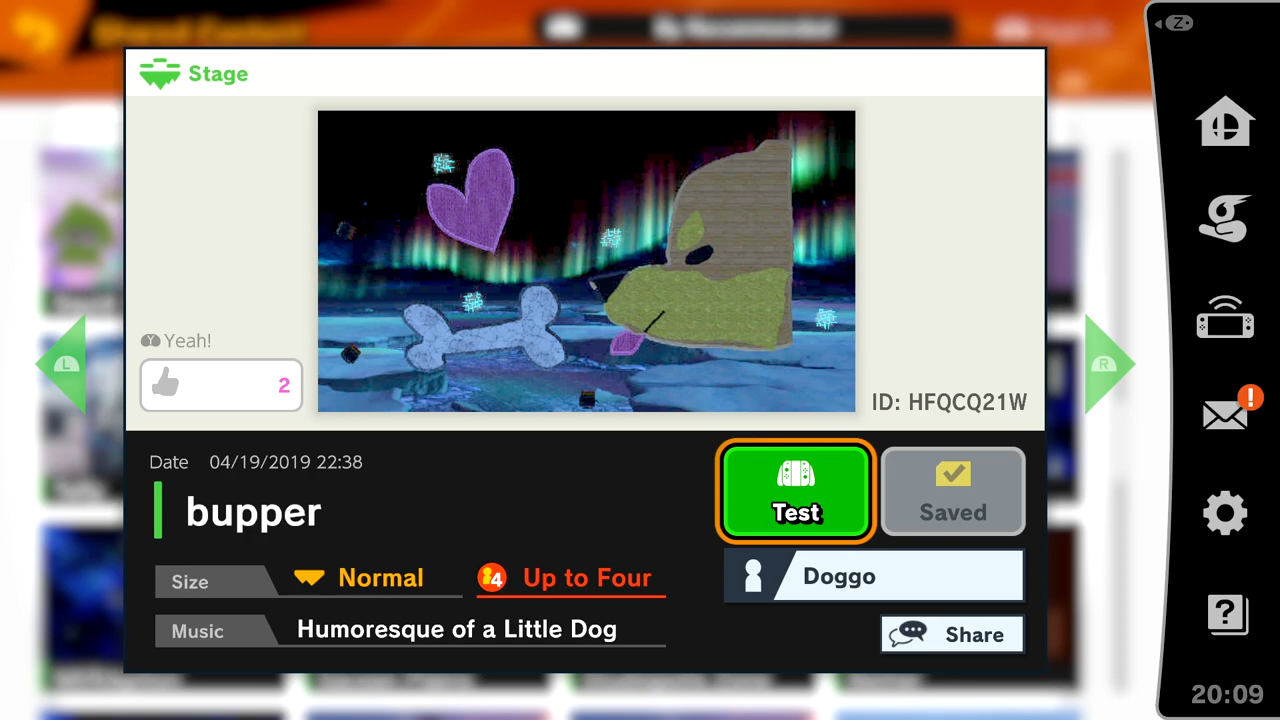 Z
Stage
Yeah!
2
ID: HFQCQ21W
L
R
Date 04/19/2019 22:38
bupper
Test
Saved
Size Normal 4 Up to Four
Doggo
Music Humoresque of a Little Dog
Share
20:09